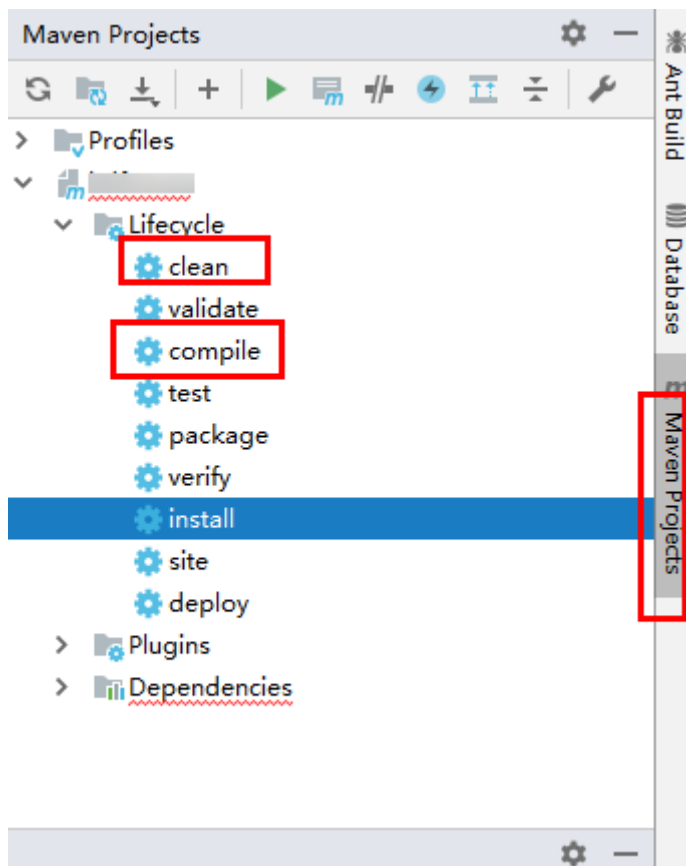 Maven Projects
Profiles
Lifecycle
clean
validate
compile
test
package
verify
install
site
deploy
Plugins
Dependencies
Ant Build
Database
Maven Projects